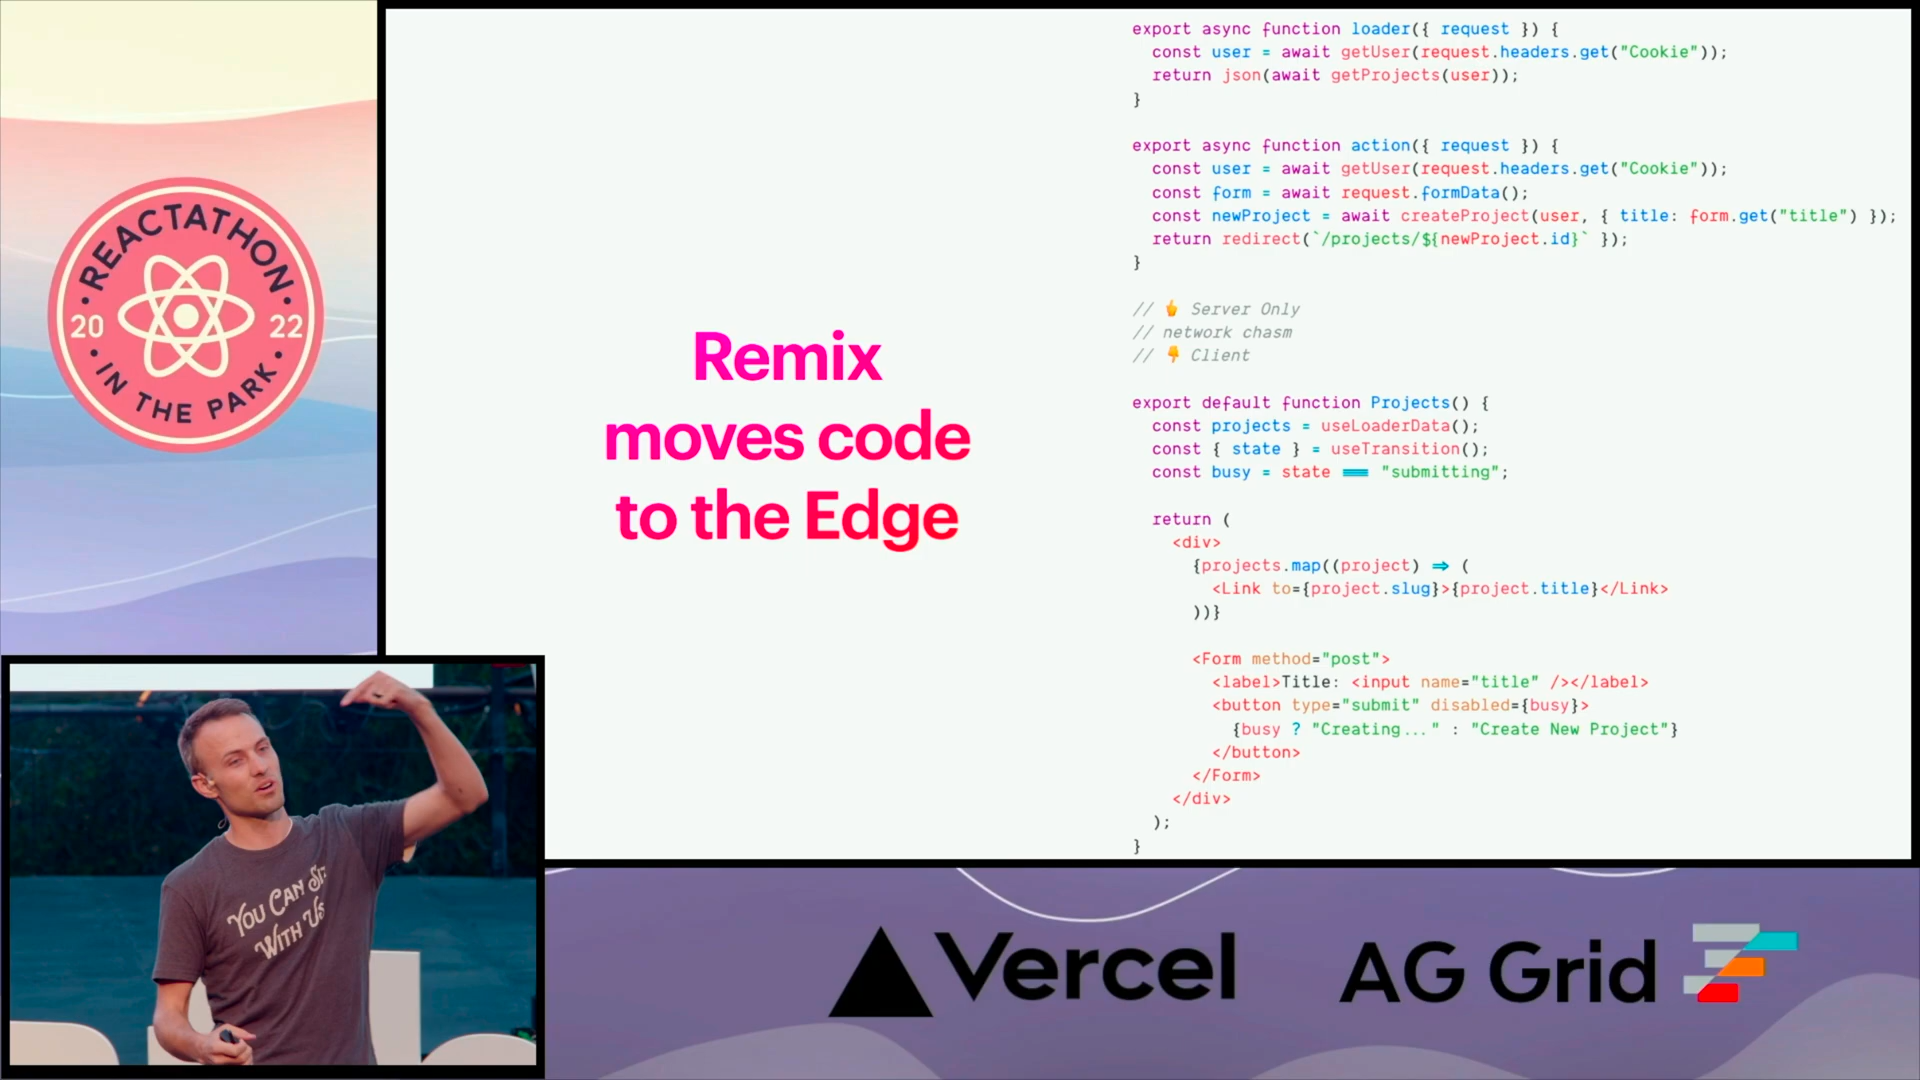 REACTATHON
20 22
IN THE PARK
Remix
moves code
to the Edge
export async function loader({ request }) {
  const user = await getUser(request.headers.get("Cookie"));
  return json(await getProjects(user));
}
export async function action({ request }) {
  const user = await getUser(request.headers.get("Cookie"));
  const form = await request.formData();
  const newProject = await createProject(user, { title: form.get("title") });
  return redirect(`/projects/${newProject.id}` });
}
// 👆 Server Only
// network chasm
// 👇 Client
export default function Projects() {
  const projects = useLoaderData();
  const { state } = useTransition();
  const busy = state === "submitting";
  return (
    <div>
      {projects.map((project) => (
        <Link to={project.slug}>{project.title}</Link>
      ))}
      <Form method="post">
        <label>Title: <input name="title" /></label>
        <button type="submit" disabled={busy}>
          {busy ? "Creating..." : "Create New Project"}
        </button>
      </Form>
    </div>
  );
}
YOU CAN
WITH US
Vercel
AG Grid